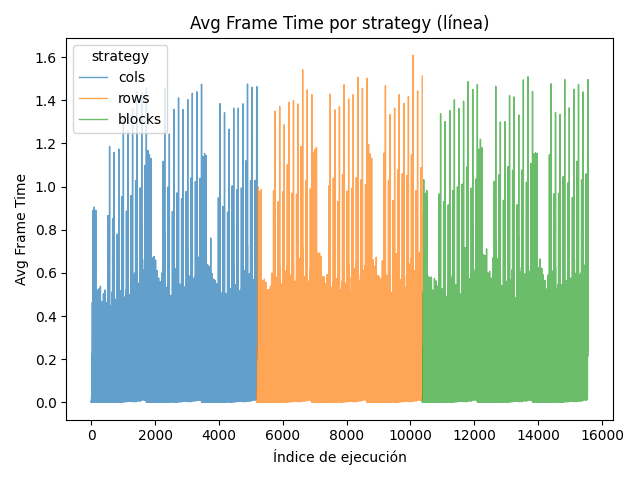 Avg Frame Time por strategy (línea)
strategy
cols
rows
blocks
Avg Frame Time
1.6
1.4
1.2
1.0
0.8
0.6
0.4
0.2
0.0
0 2000 4000 6000 8000 10000 12000 14000 16000
Índice de ejecución